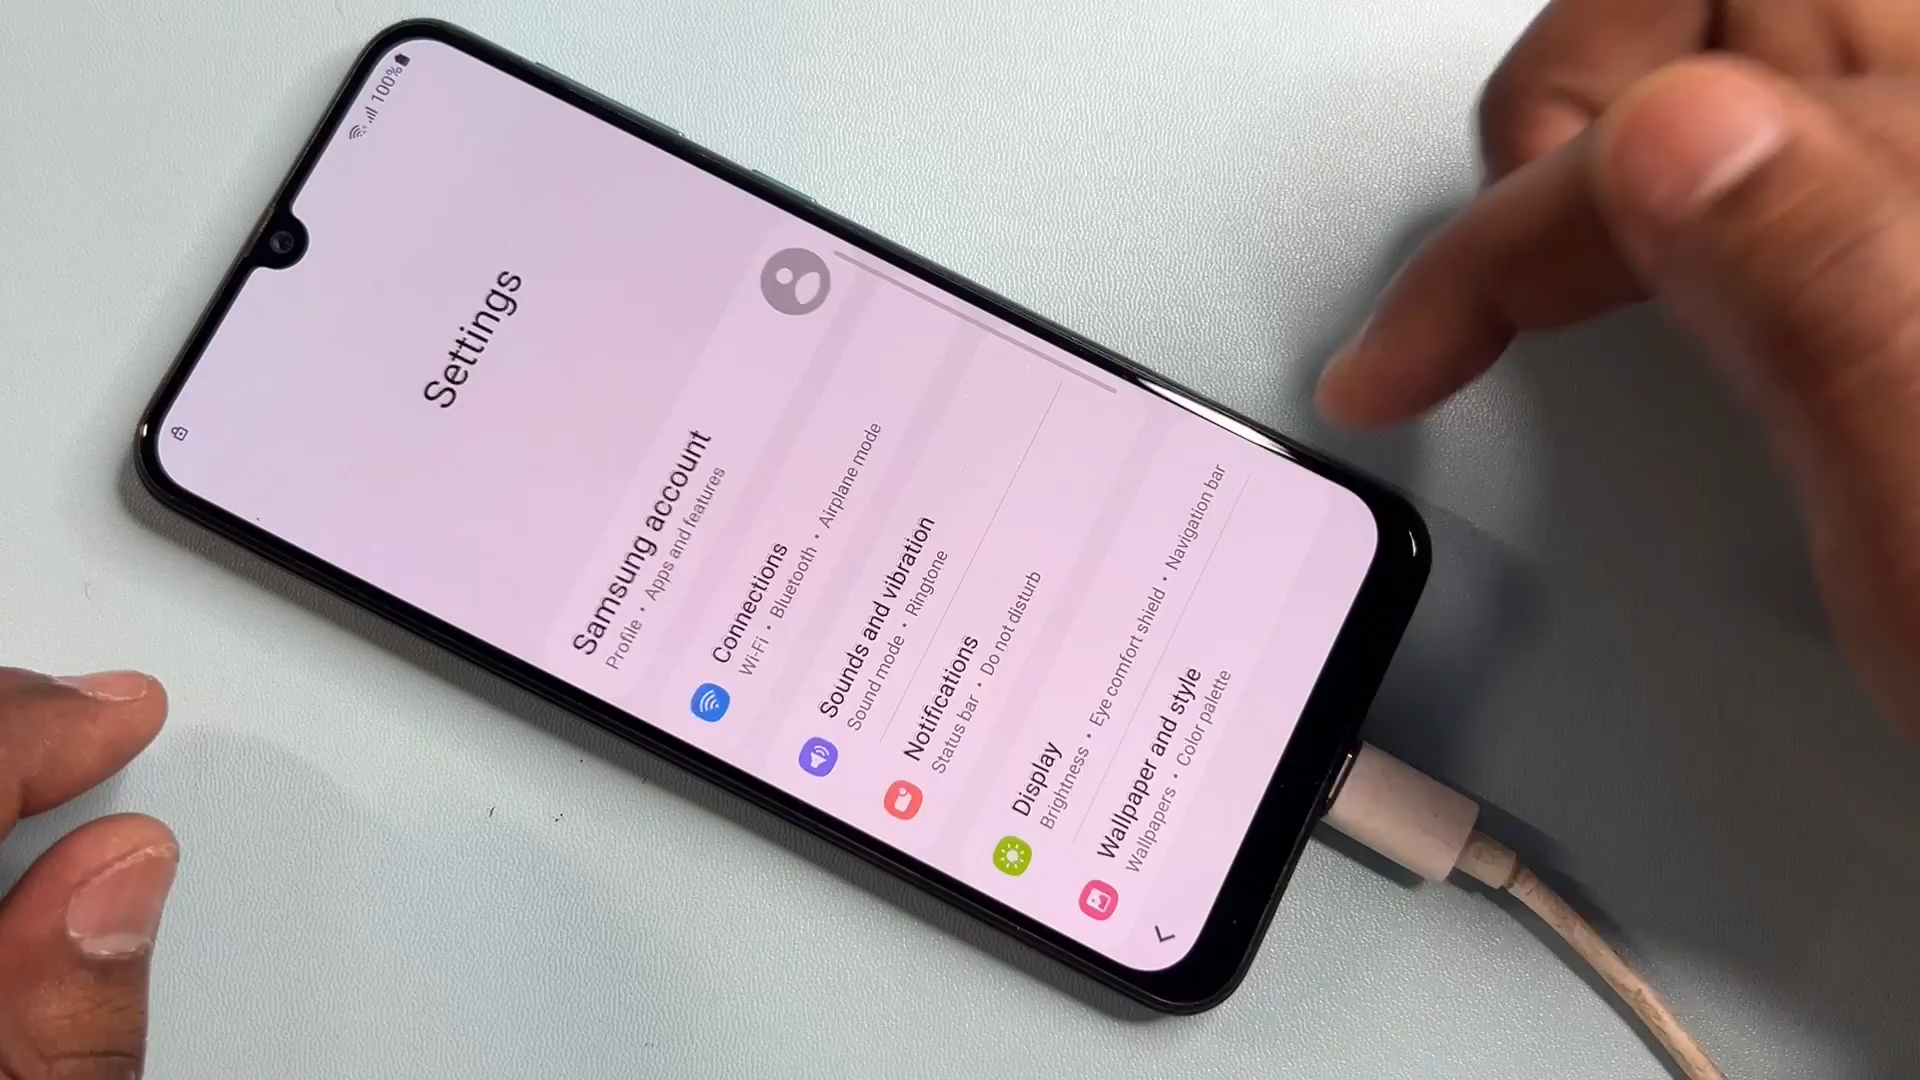 100%
Settings
Samsung account
Profile • Apps and features
Connections
Wi-Fi • Bluetooth • Airplane mode
Sounds and vibration
Sound mode • Ringtone
Notifications
Status bar • Do not disturb
Display
Brightness • Eye comfort shield • Navigation bar
Wallpaper and style
Wallpapers • Color palette